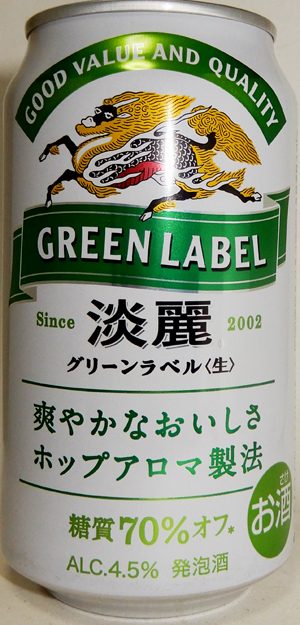 GOOD VALUE AND QUALITY
GREEN LABEL
Since 淡麗 2002
グリーンラベル〈生〉
爽やかなおいしさ
ホップアロマ製法
糖質70%オフ*
お酒
ALC.4.5% 発泡酒